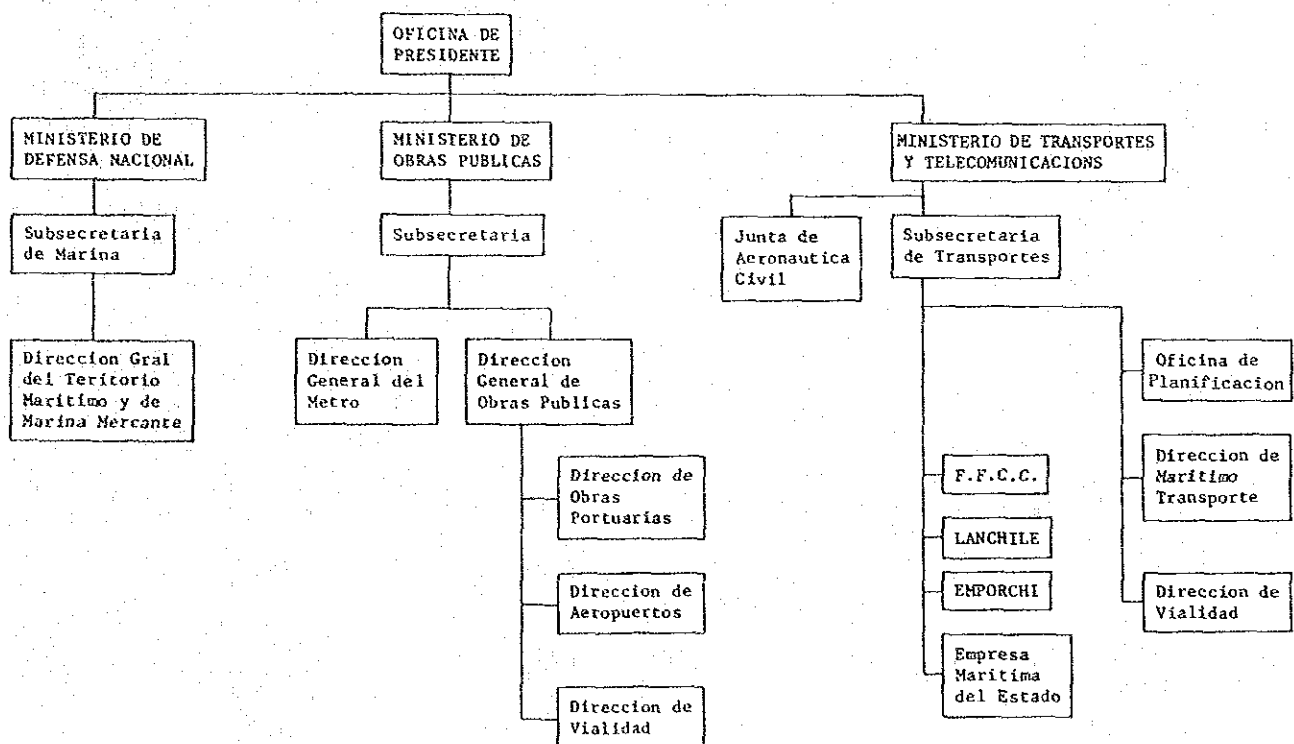 OFICINA DE
PRESIDENTE
MINISTERIO DE
DEFENSA NACIONAL
MINISTERIO DE
OBRAS PUBLICAS
MINISTERIO DE TRANSPORTES
Y TELECOMUNICACIONS
Subsecretaria
de Marina
Subsecretaria
Junta de
Aeronautica
Civil
Subsecretaria
de Transportes
Direccion Gral
del Teritorio
Maritimo y de
Marina Mercante
Direccion
General del
Metro
Direccion
General de
Obras Publicas
Oficina de
Planificacion
Direccion de
Obras
Portuarias
F.F.C.C.
Direccion de
Maritimo
Transporte
LANCHILE
Direccion de
Aeropuertos
EMPORCHI
Direccion de
Vialidad
Empresa
Maritima
del Estado
Direccion de
Vialidad